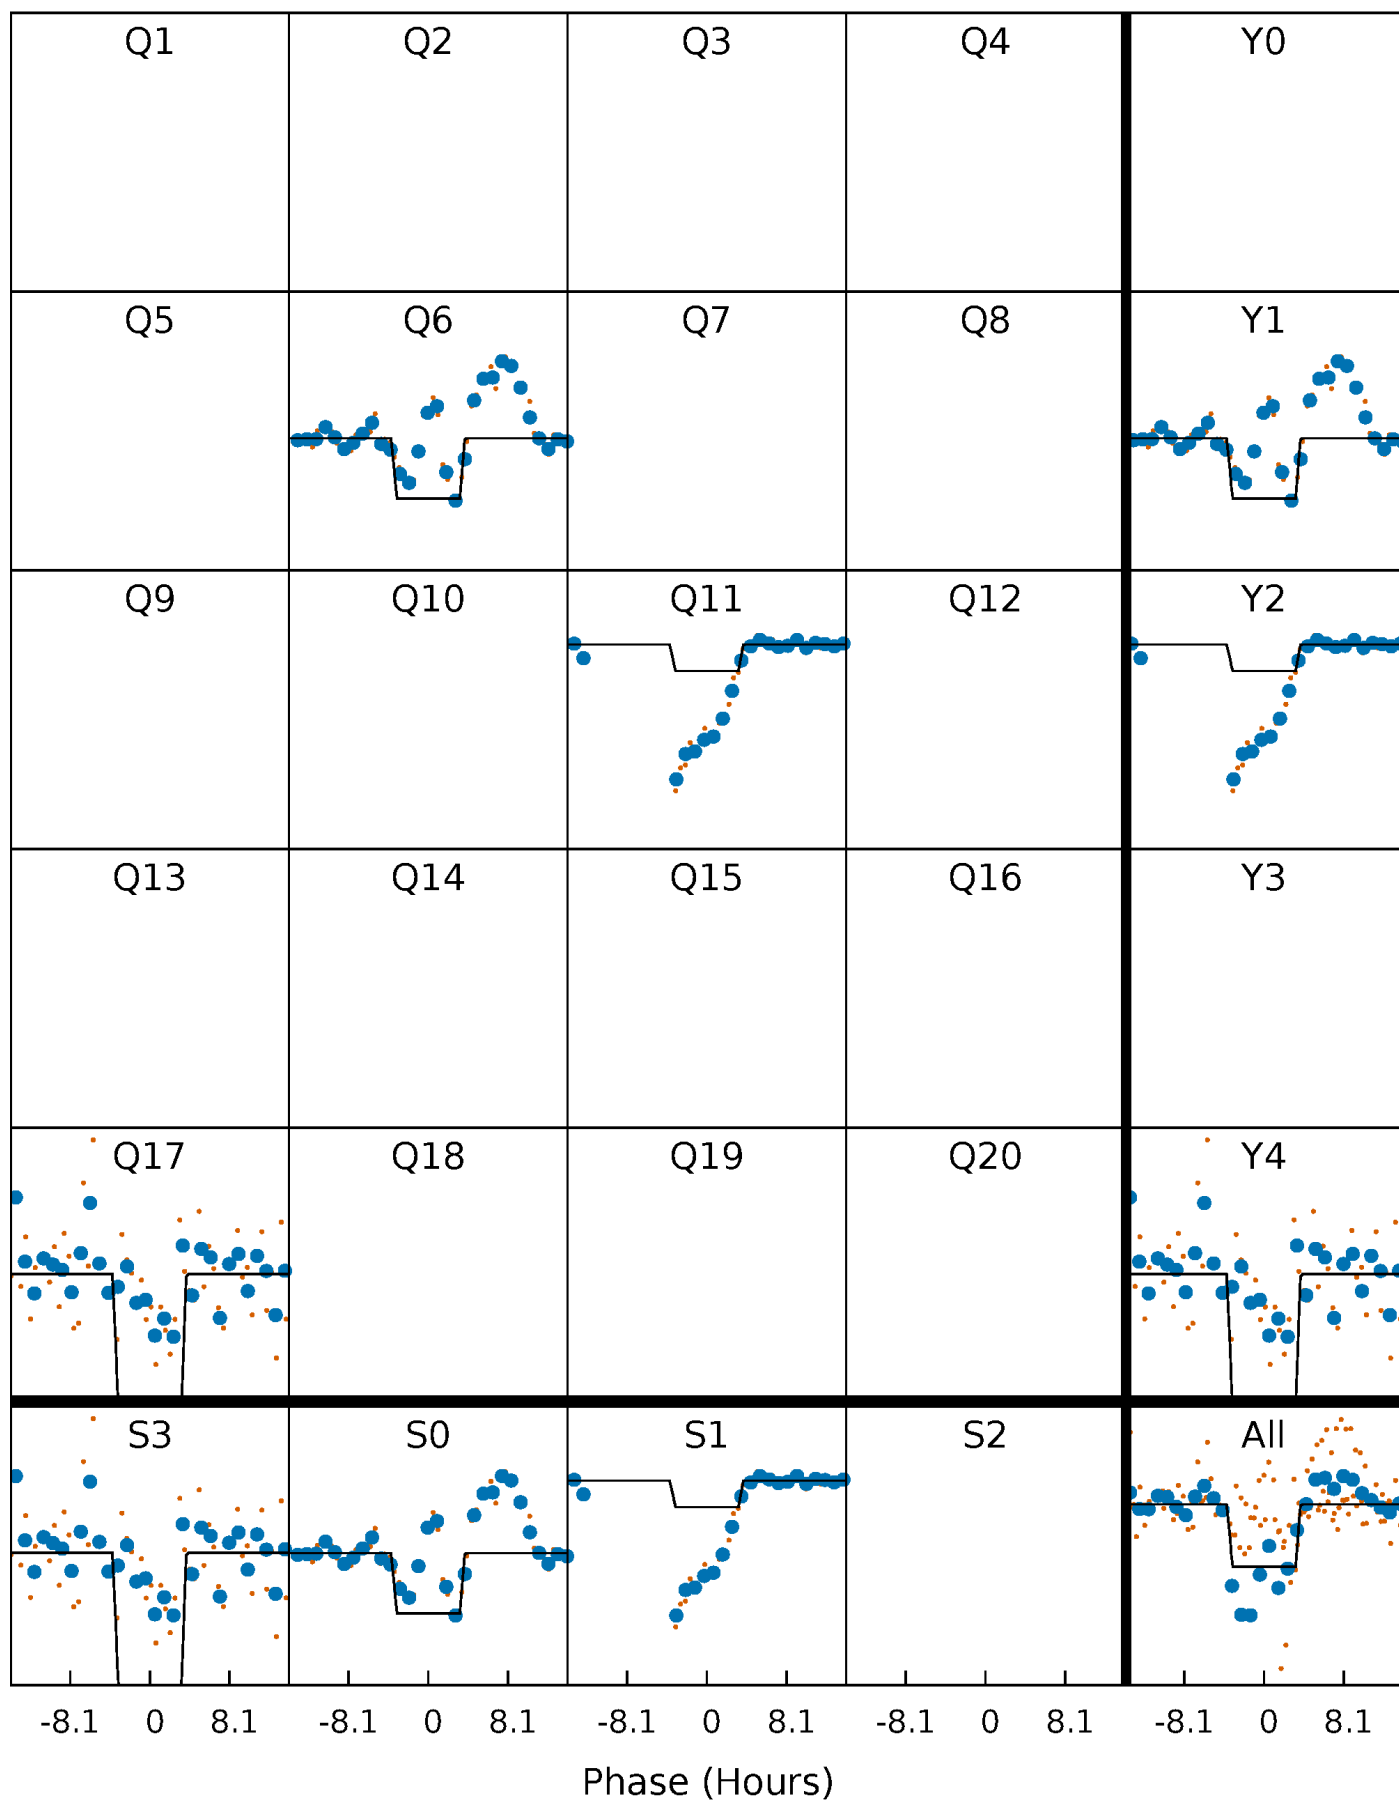 Q1 Q2 Q3 Q4 Y0
Q5 Q6 Q7 Q8 Y1
Q9 Q10 Q11 Q12 Y2
Q13 Q14 Q15 Q16 Y3
Q17 Q18 Q19 Q20 Y4
S3 S0 S1 S2 All
-8.1 0 8.1 -8.1 0 8.1 -8.1 0 8.1 -8.1 0 8.1 -8.1 0 8.1
Phase (Hours)